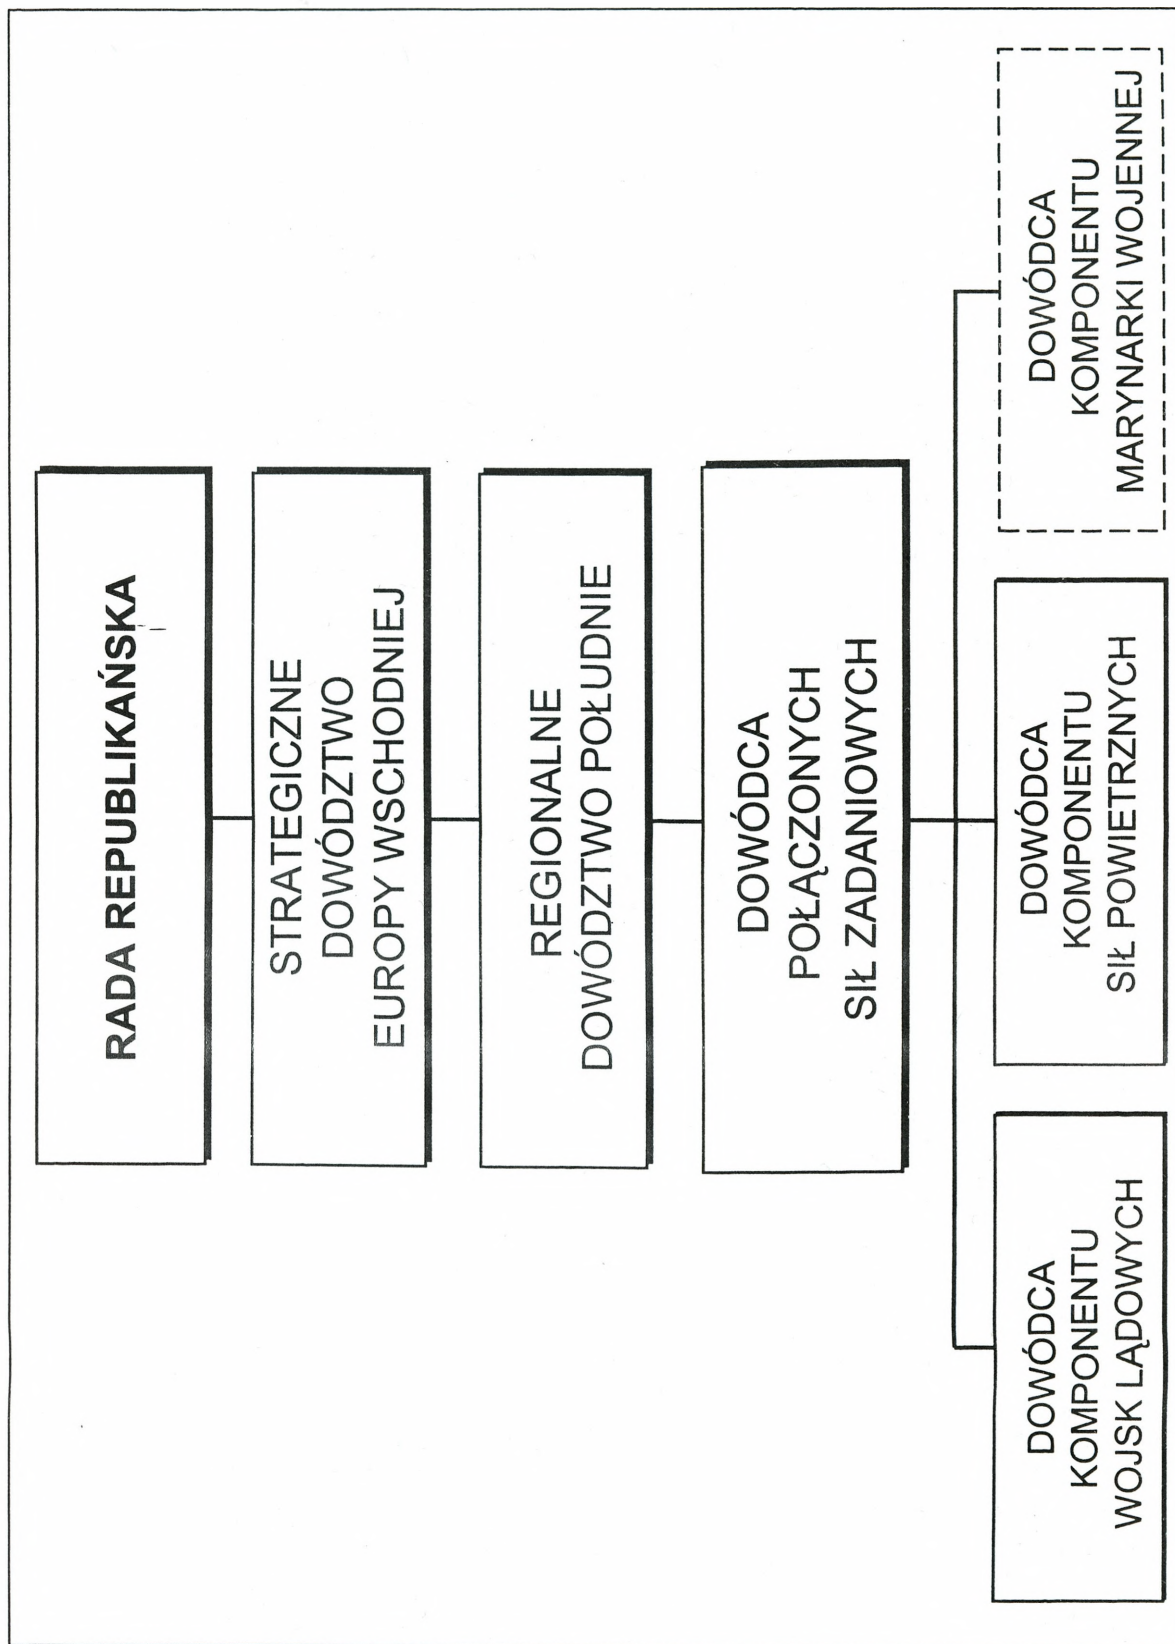 RADA REPUBLIKAŃSKA
STRATEGICZNE
DOWÓDZTWO
EUROPY WSCHODNIEJ
REGIONALNE
DOWÓDZTWO POŁUDNIE
DOWÓDCA
POŁĄCZONYCH
SIŁ ZADANIOWYCH
DOWÓDCA
KOMPONENTU
WOJSK LĄDOWYCH
DOWÓDCA
KOMPONENTU
SIŁ POWIETRZNYCH
DOWÓDCA
KOMPONENTU
MARYNARKI WOJENNEJ